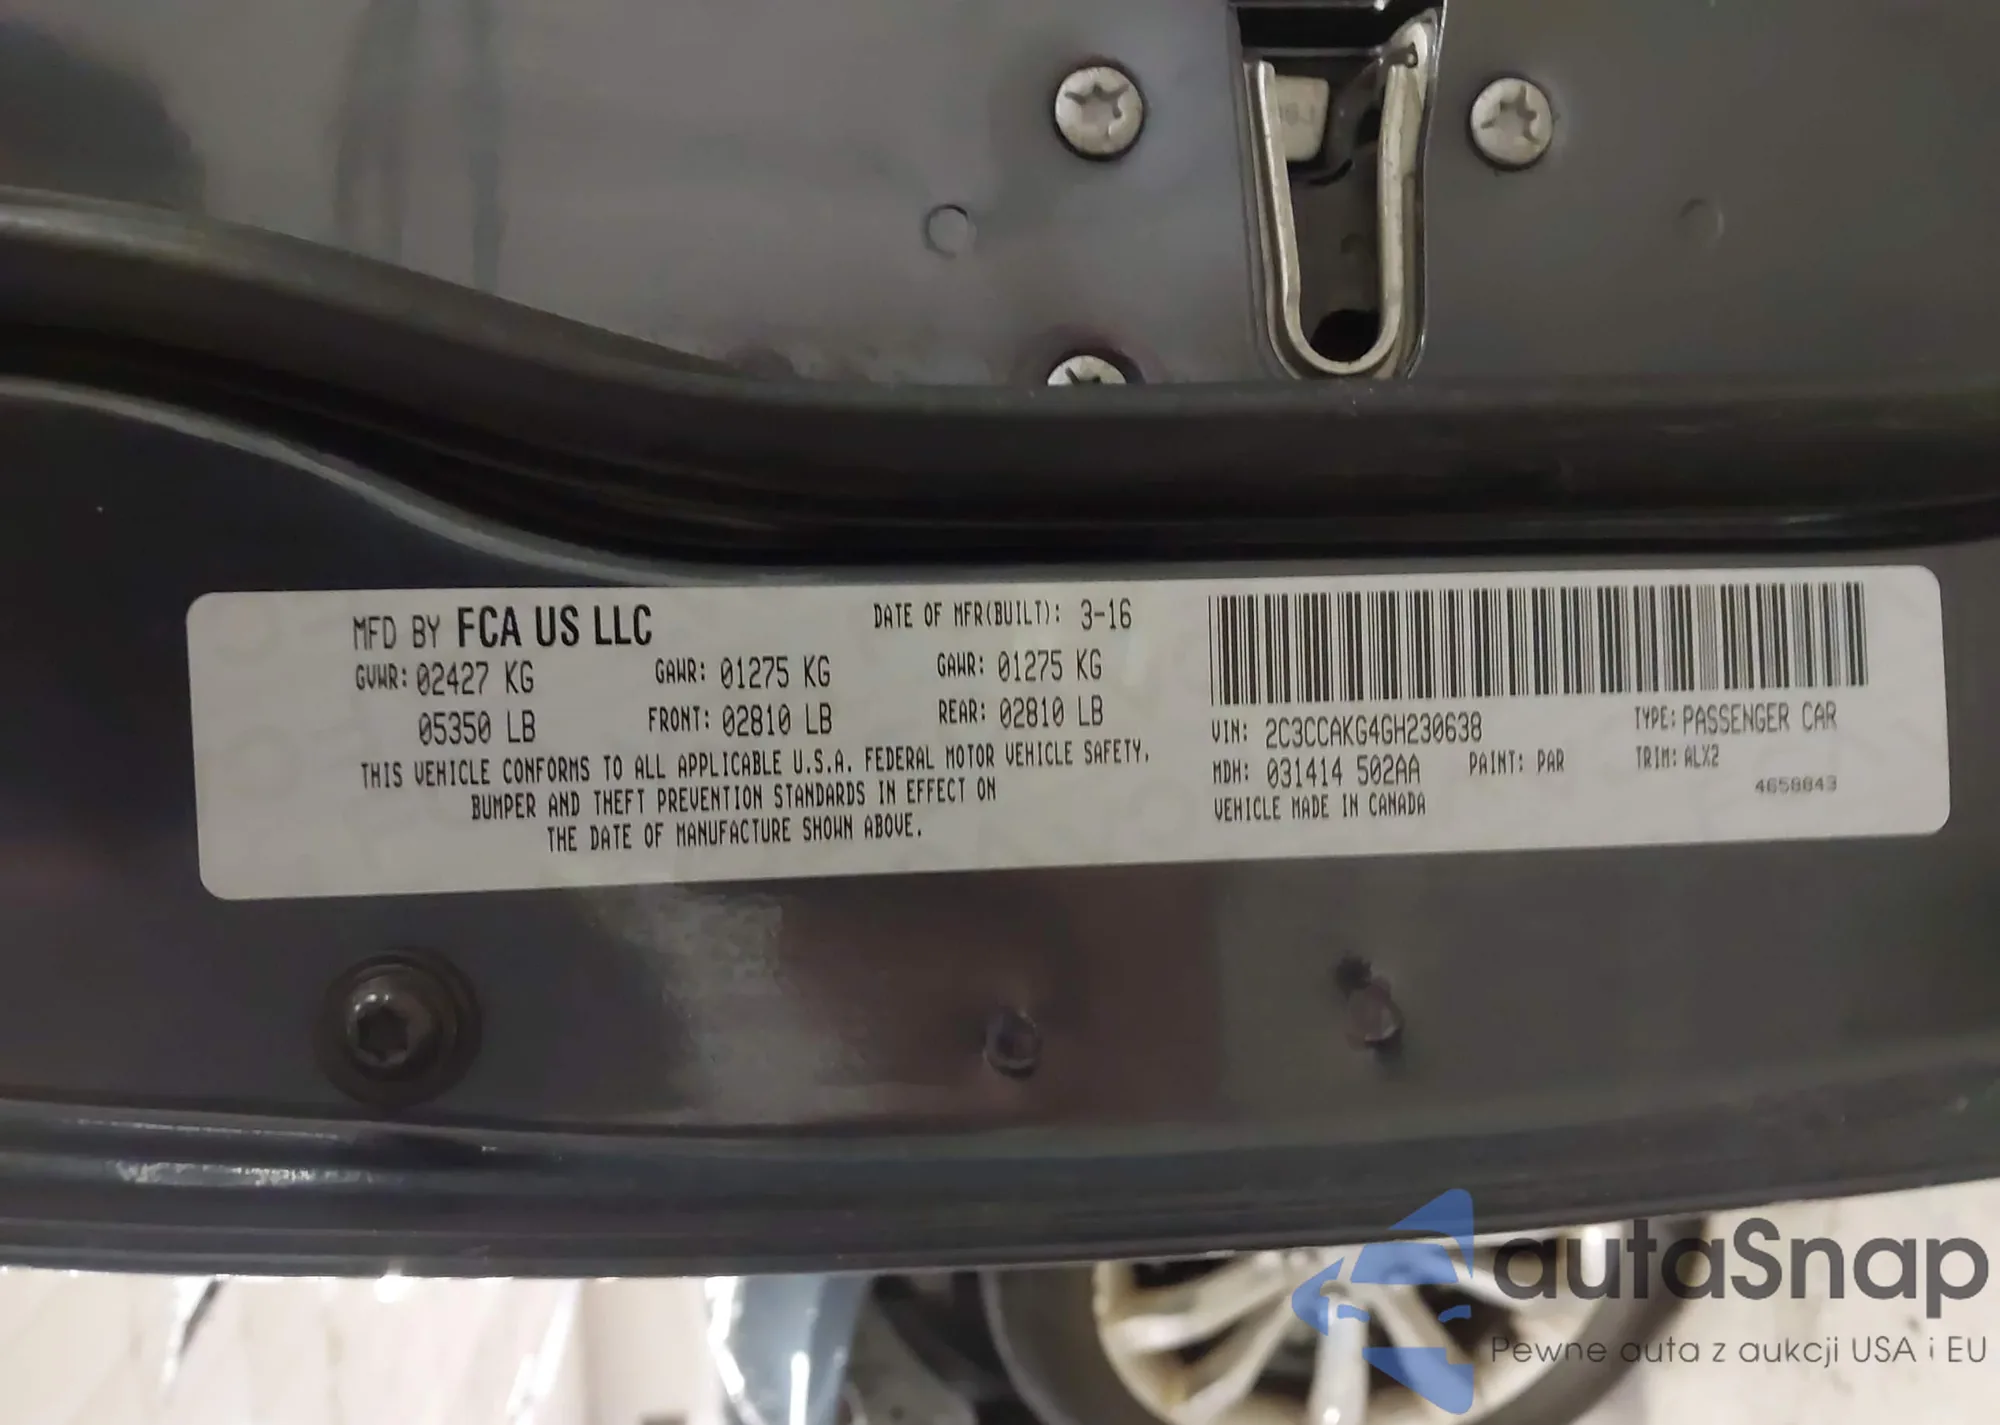 MFD BY FCA US LLC
DATE OF MFR(BUILT): 3-16
GVWR: 02427 KG
GAWR: 01275 KG
GAWR: 01275 KG
05350 LB
FRONT: 02810 LB
REAR: 02810 LB
THIS VEHICLE CONFORMS TO ALL APPLICABLE U.S.A. FEDERAL MOTOR VEHICLE SAFETY,
BUMPER AND THEFT PREVENTION STANDARDS IN EFFECT ON
THE DATE OF MANUFACTURE SHOWN ABOVE.
VIN: 2C3CCAKG4GH230638
TYPE: PASSENGER CAR
MDH: 031414 502AA
PAINT: PAR
TRIM: ALX2
VEHICLE MADE IN CANADA
4658843
autaSnap
Pewne auta z aukcji USA i EU